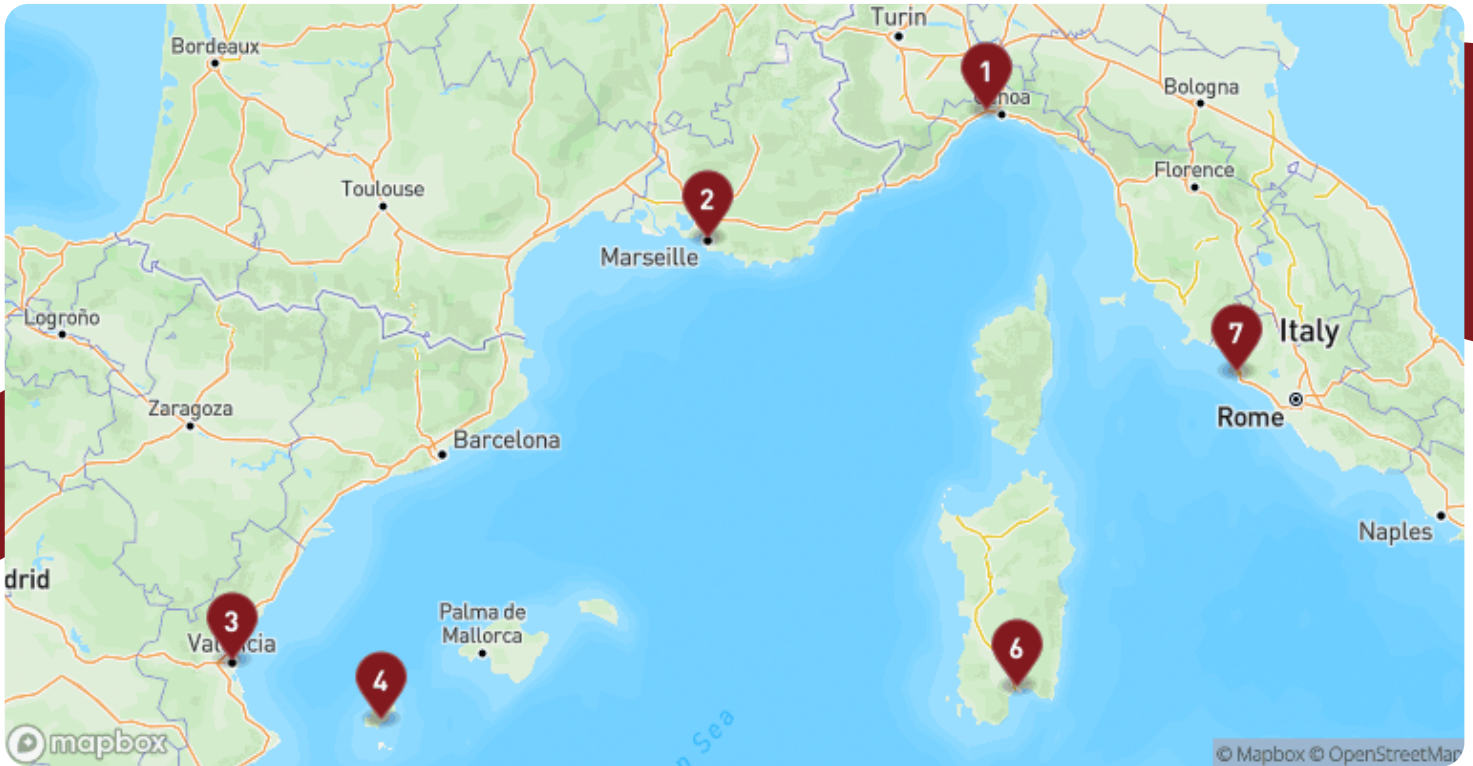 Turin
Bordeaux
1
Bologna
Toulouse
Florence
2
Marseille
Logroño
7
Italy
Zaragoza
Rome
Barcelona
Naples
drid
3
Palma de
Mallorca
6
4
Sea
mapbox
© Mapbox © OpenStreetMap